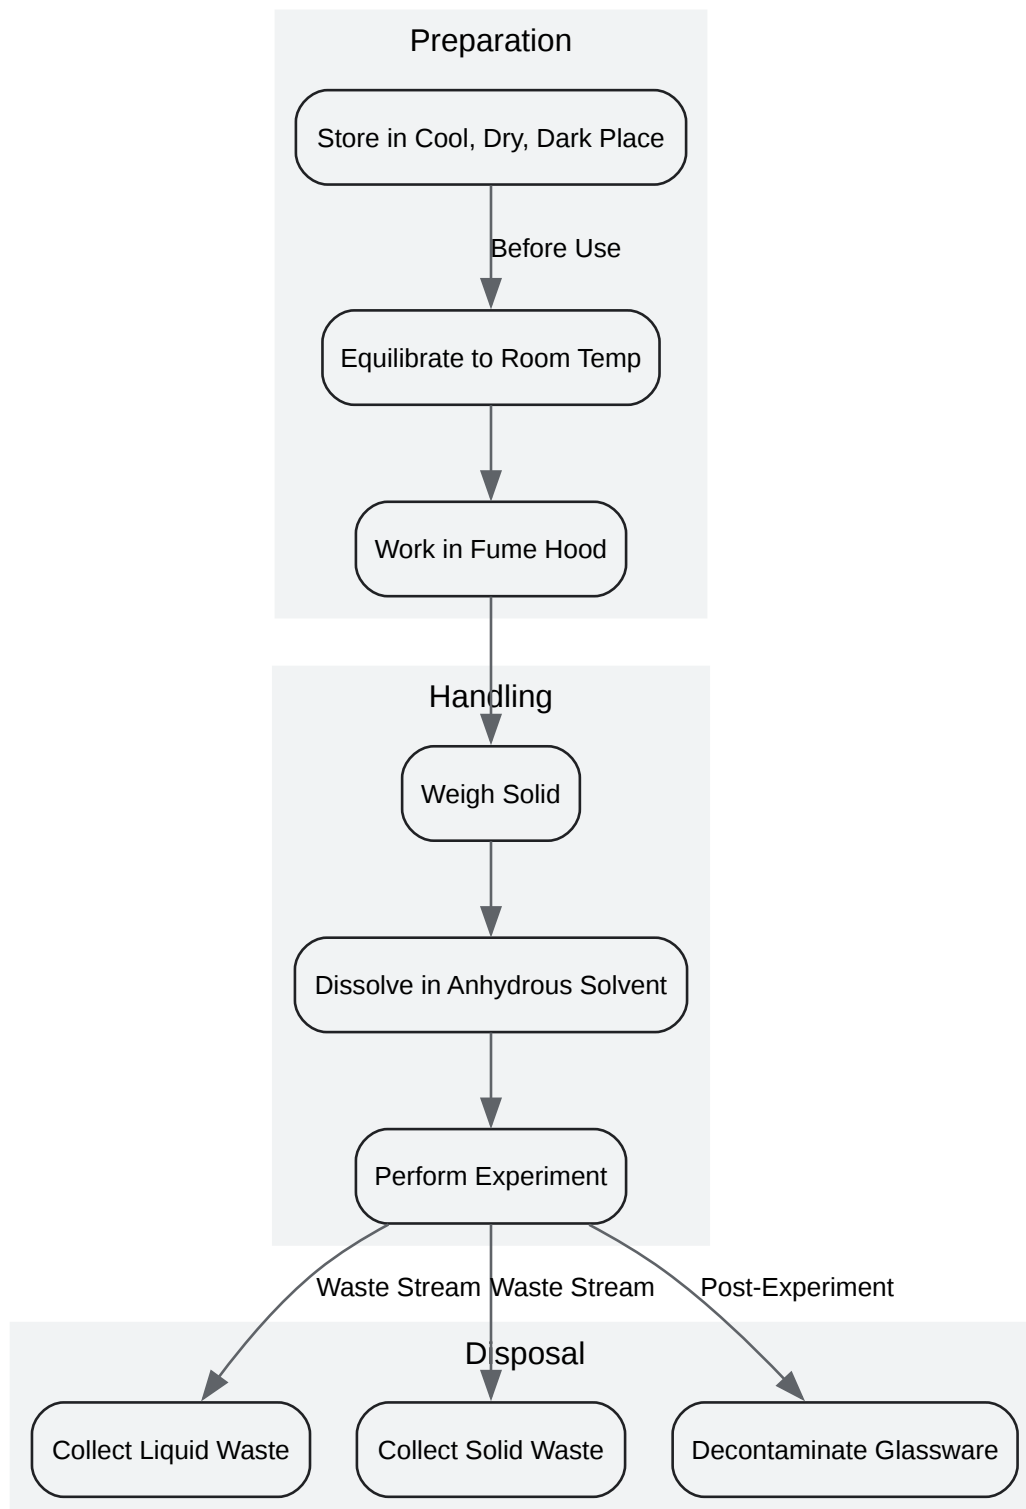 Preparation
Store in Cool, Dry, Dark Place
Before Use
Equilibrate to Room Temp
Work in Fume Hood
Handling
Weigh Solid
Dissolve in Anhydrous Solvent
Perform Experiment
Waste Stream
Waste Stream
Post-Experiment
Disposal
Collect Liquid Waste
Collect Solid Waste
Decontaminate Glassware